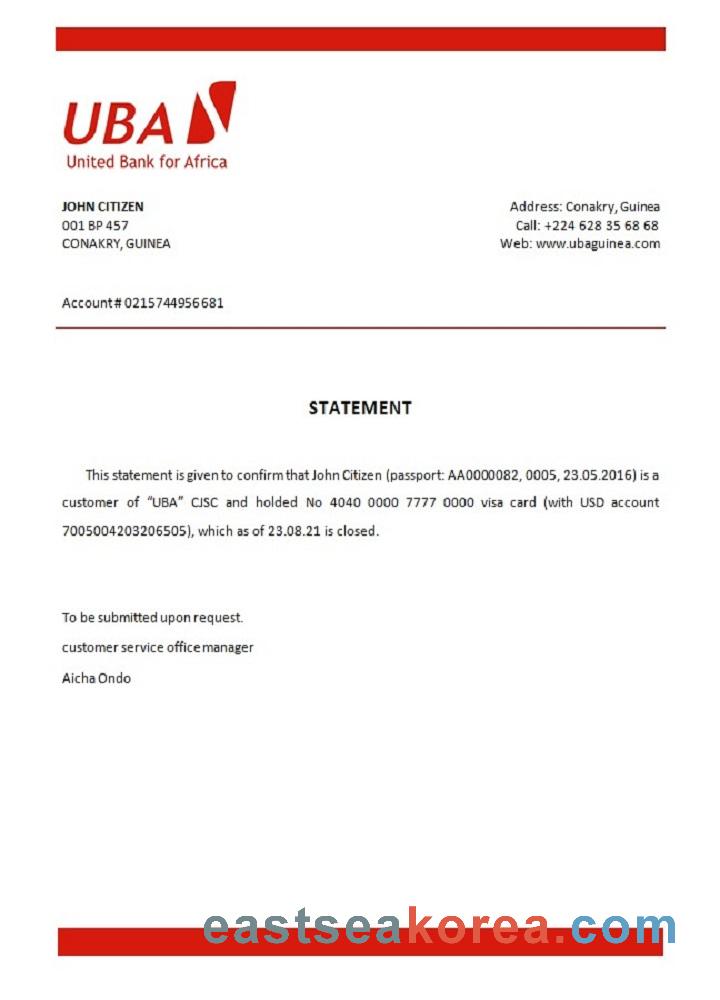 UBA
United Bank for Africa
JOHN CITIZEN
001 BP 457
CONAKRY, GUINEA
Address: Conakry, Guinea
Call: +224 628 35 68 68
Web: www.ubaguinea.com
Account# 0215744956681
STATEMENT
This statement is given to confirm that John Citizen (passport: AA0000082, 0005, 23.05.2016) is a
customer of "UBA" CJSC and holded No 4040 0000 7777 0000 visa card (with USD account
7005004203206505), which as of 23.08.21 is closed.
To be submitted upon request.
customer service office manager
Aicha Ondo
eastseakorea.com